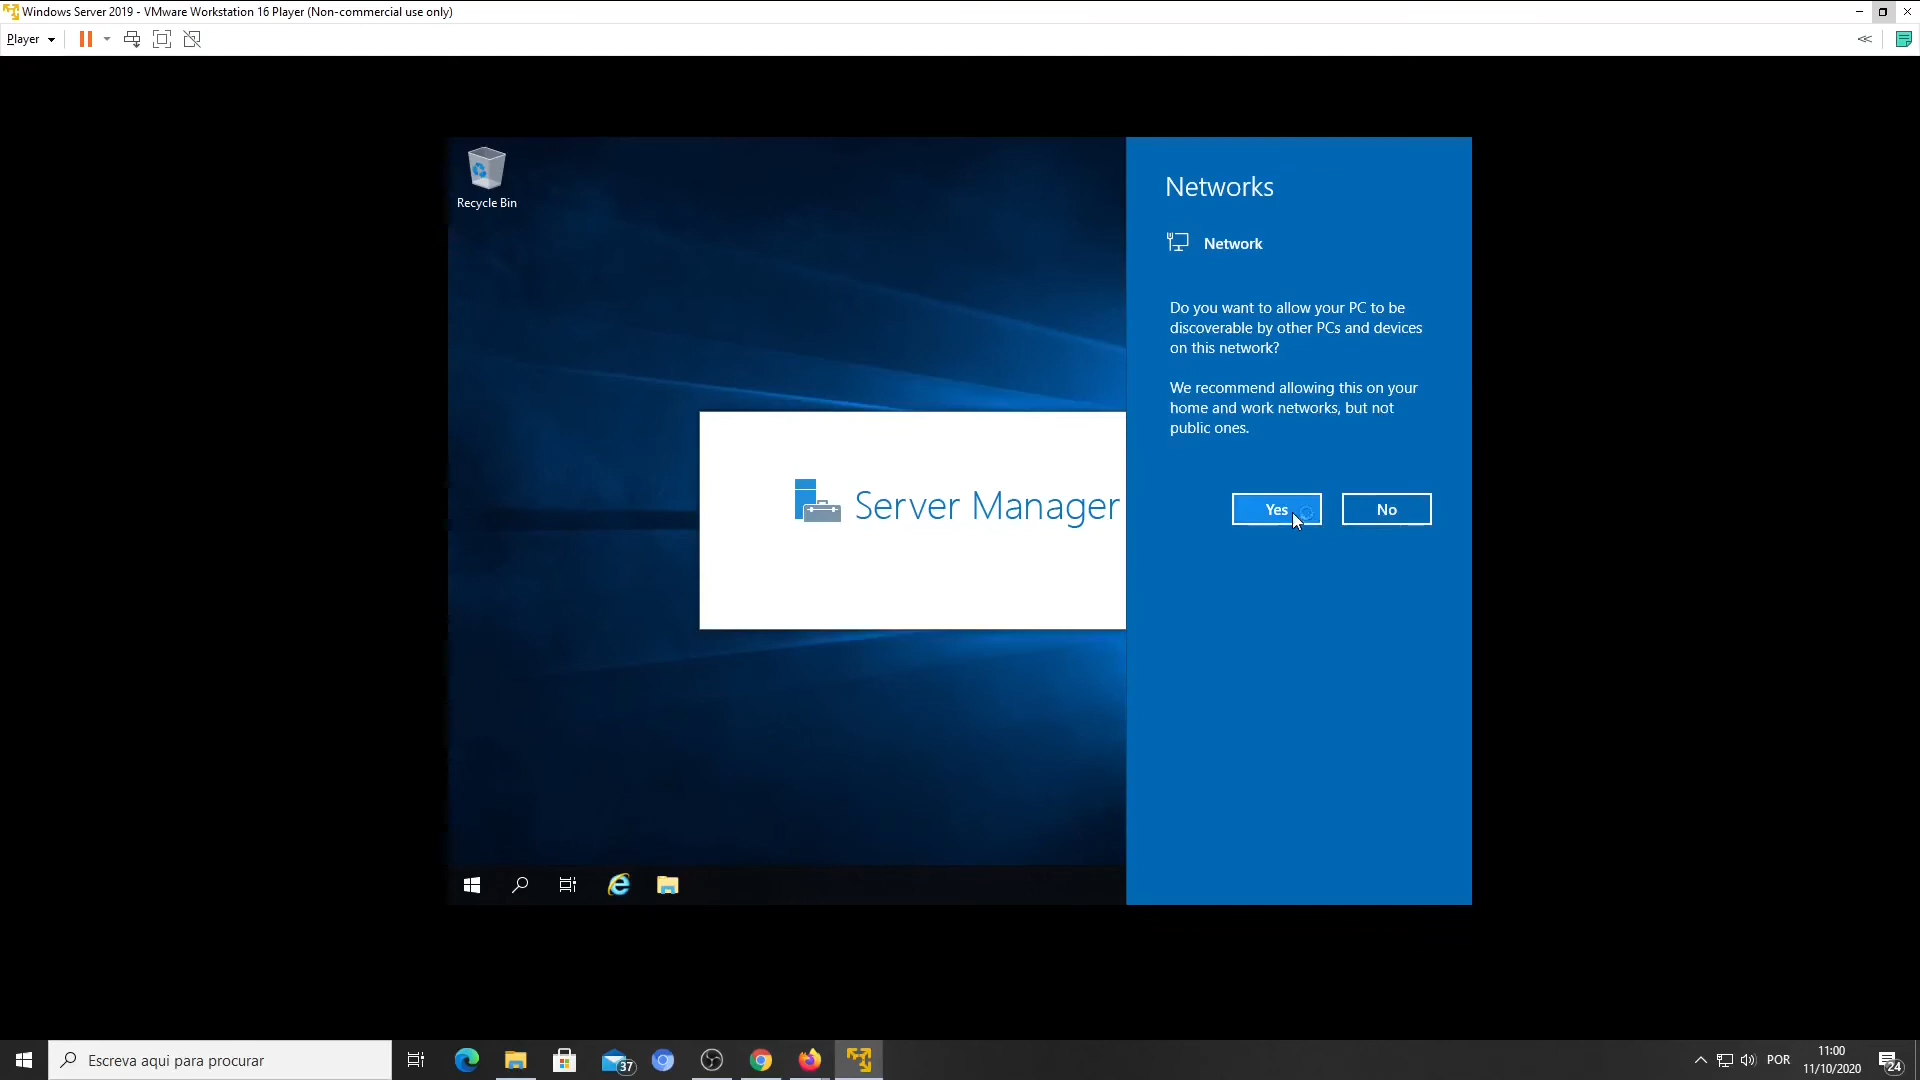 Windows Server 2019 - VMware Workstation 16 Player (Non-commercial use only)
Player
Recycle Bin
Server Manager
Networks
Network
Do you want to allow your PC to be
discoverable by other PCs and devices
on this network?
We recommend allowing this on your
home and work networks, but not
public ones.
Yes
No
Escreva aqui para procurar
37
POR
11:00
11/10/2020
24